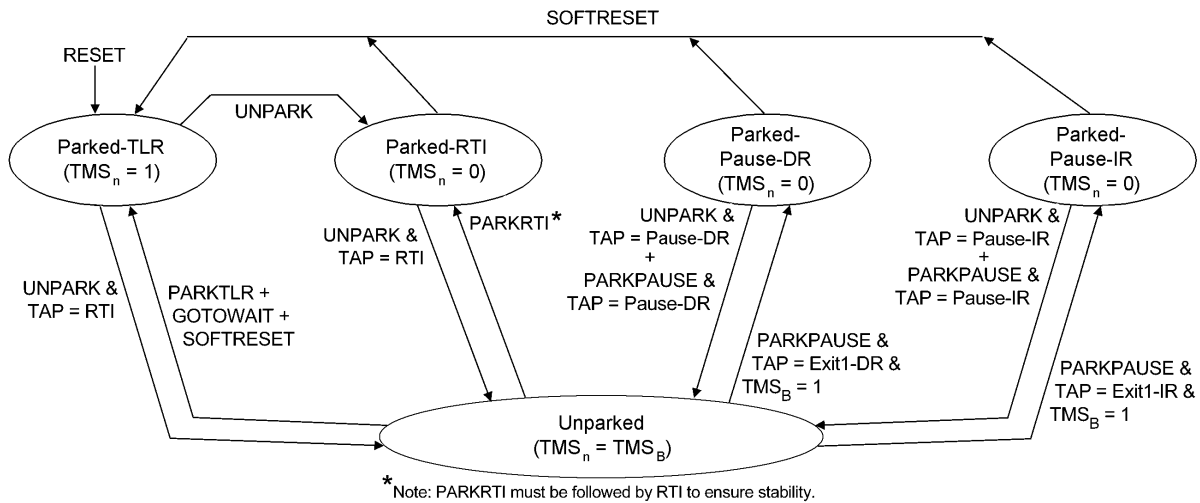 SOFTRESET
RESET
UNPARK
Parked-TLR
(TMSn = 1)
Parked-RTI
(TMSn = 0)
Parked-
Pause-DR
(TMSn = 0)
Parked-
Pause-IR
(TMSn = 0)
UNPARK &
TAP = RTI
PARKTLR +
GOTOWAIT +
SOFTRESET
UNPARK &
TAP = RTI
PARKRTI*
UNPARK &
TAP = Pause-DR
+
PARKPAUSE &
TAP = Pause-DR
PARKPAUSE &
TAP = Exit1-DR &
TMSB = 1
UNPARK &
TAP = Pause-IR
+
PARKPAUSE &
TAP = Pause-IR
PARKPAUSE &
TAP = Exit1-IR &
TMSB = 1
Unparked
(TMSn = TMSB)
*Note: PARKRTI must be followed by RTI to ensure stability.